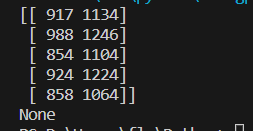 [[ 917 1134]
[ 988 1246]
[ 854 1104]
[ 924 1224]
[ 858 1064]]
None